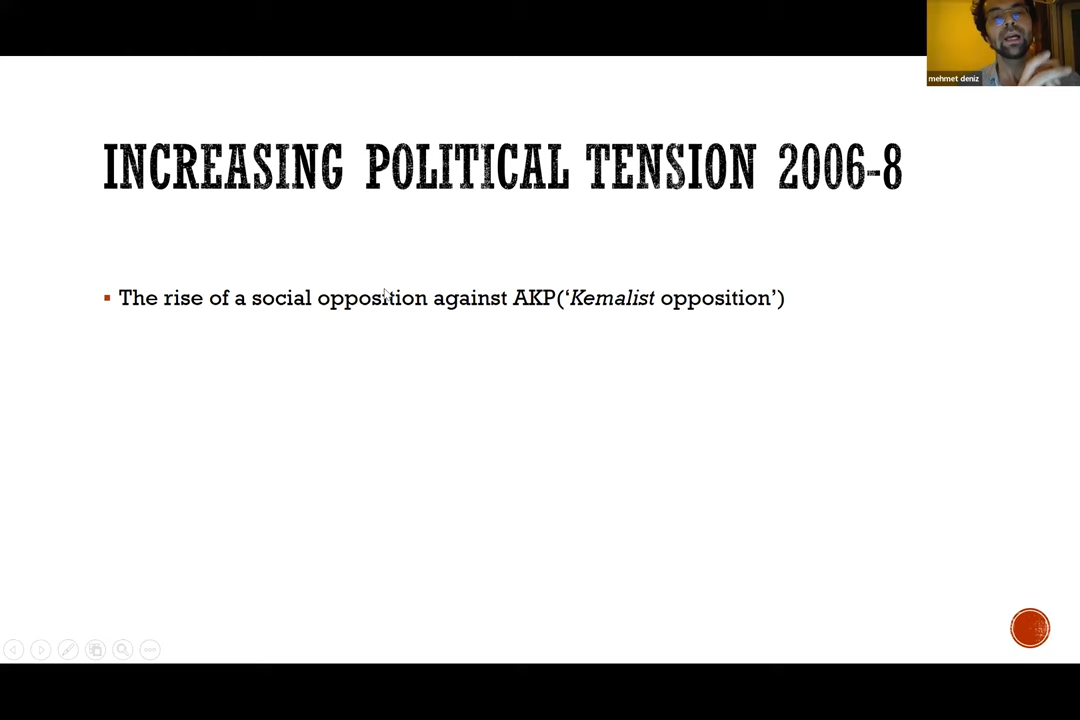 mehmet deniz
INCREASING POLITICAL TENSION 2006-8
The rise of a social opposition against AKP(‘Kemalist opposition’)